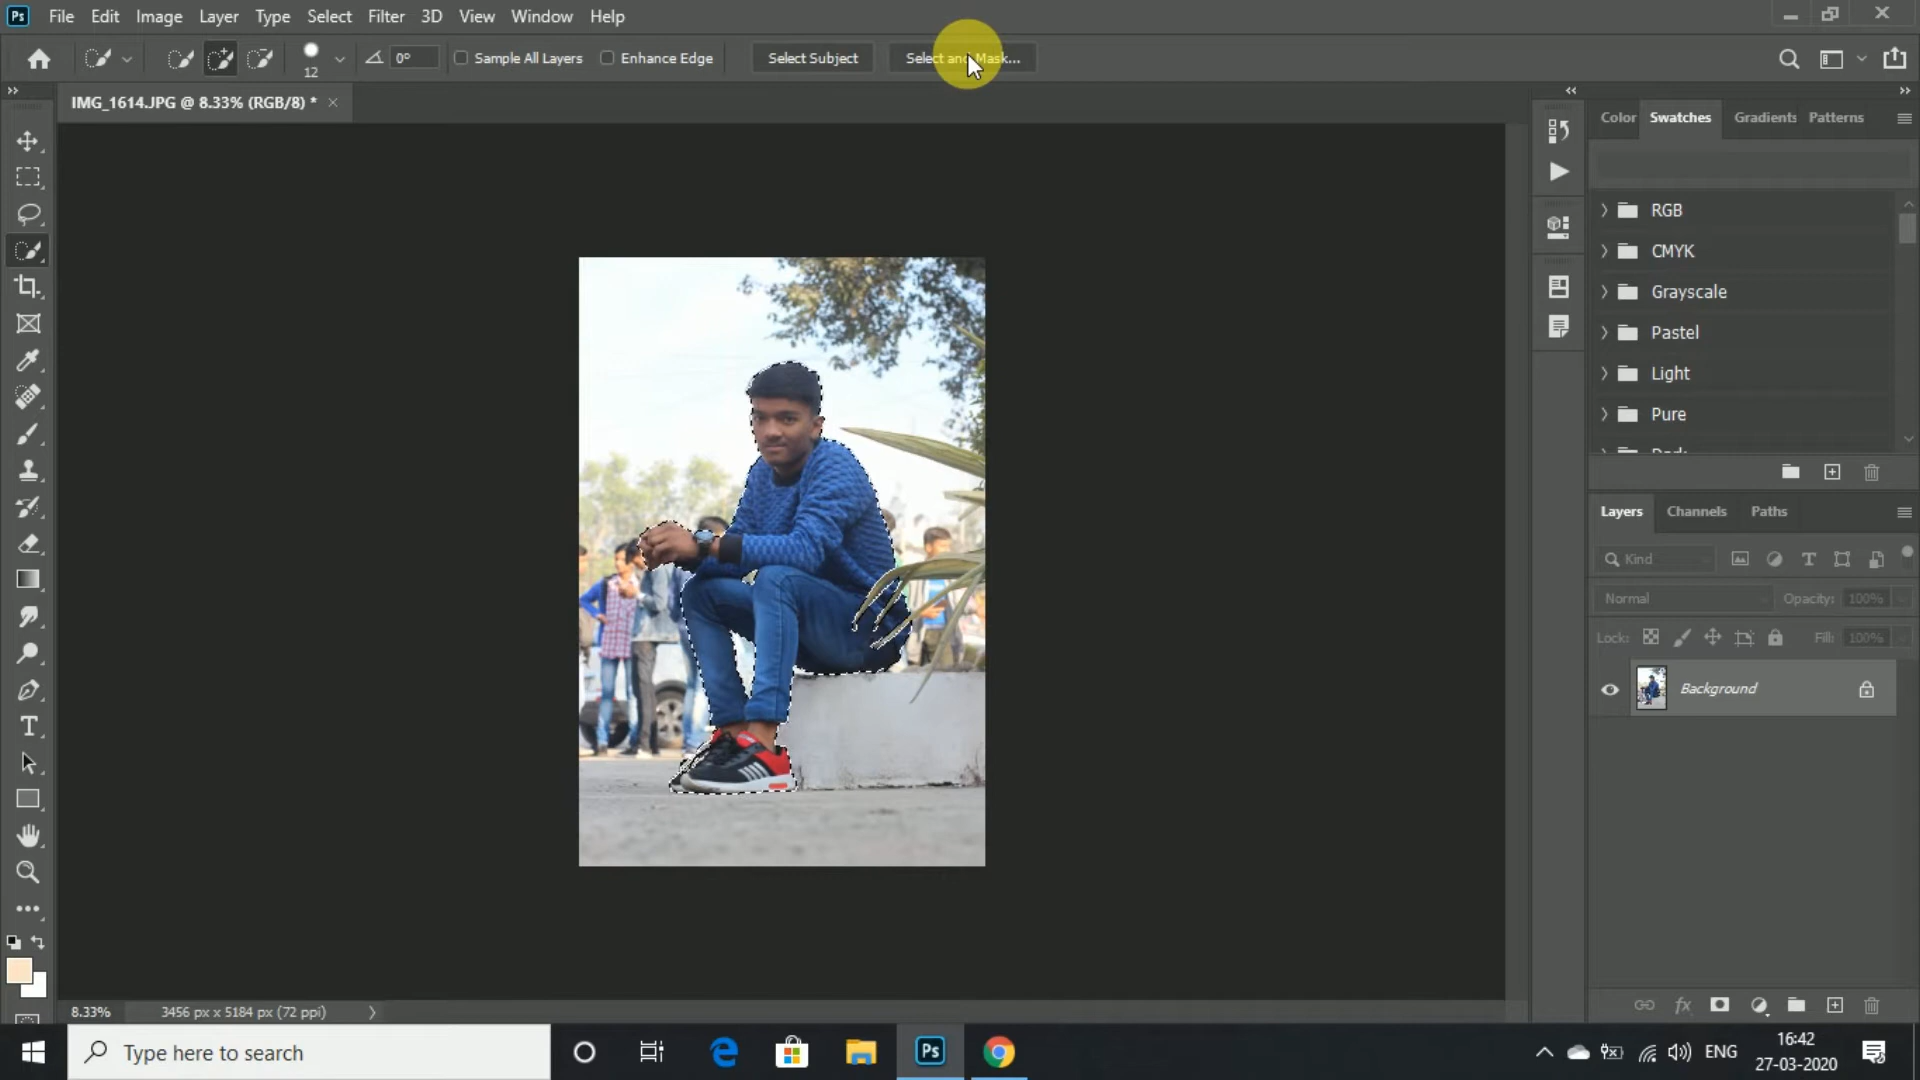 Ps File Edit Image Layer Type Select Filter 3D View Window Help
12 0° Sample All Layers Enhance Edge Select Subject Select and Mask...
IMG_1614.JPG @ 8.33% (RGB/8) * ×
Color Swatches Gradients Patterns
RGB
CMYK
Grayscale
Pastel
Light
Pure
Layers Channels Paths
Kind
Normal Opacity: 100%
Lock: Fill: 100%
Background
fx
8.33% 3456 px x 5184 px (72 ppi)
Type here to search
Ps
ENG
16:42
27-03-2020